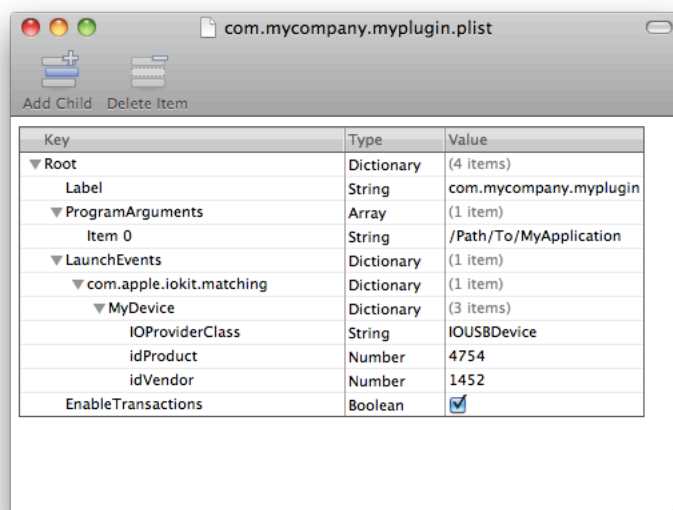 com.mycompany.myplugin.plist
Add Child Delete Item
Key Type Value
Root Dictionary (4 items)
Label String com.mycompany.myplugin
ProgramArguments Array (1 item)
Item 0 String /Path/To/MyApplication
LaunchEvents Dictionary (1 item)
com.apple.iokit.matching Dictionary (1 item)
MyDevice Dictionary (3 items)
IOProviderClass String IOUSBDevice
idProduct Number 4754
idVendor Number 1452
EnableTransactions Boolean